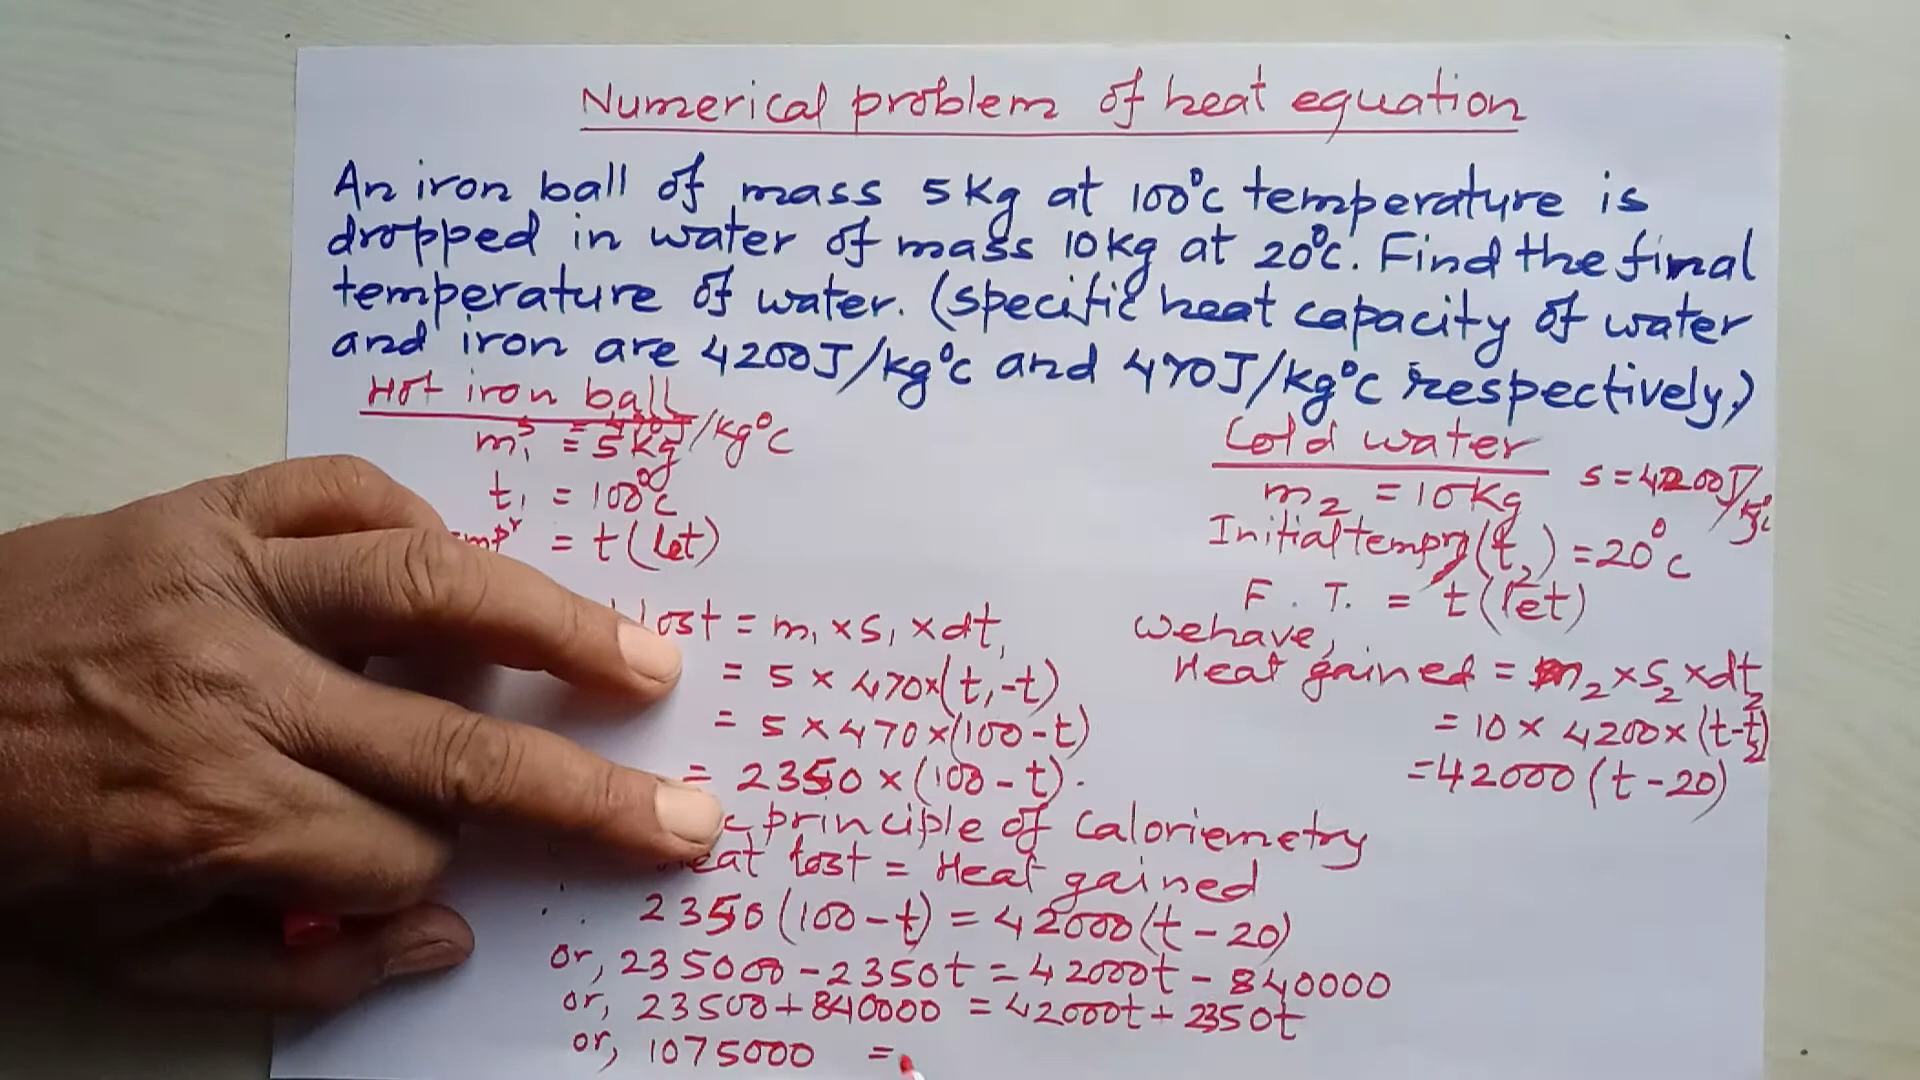 Numerical problem of heat equation
An iron ball of mass 5kg at 100°c temperature is
dropped in water of mass 10kg at 20°c. Find the final
temperature of water. (specific heat capacity of water
and iron are 4200J/kg°c and 470J/kg°c respectively)
Hot iron ball
m₁ = 5kg /kg°c
t₁ = 100°c
= t (let)
lost = m₁ × s₁ × dt₁
= 5 × 470×(t₁-t)
= 5 × 470×(100-t)
= 2350 × (100-t).
Cold water
s = 4200J/kg°c
m₂ = 10kg
Initial tempr (t₂) = 20°c
F. T. = t (let)
we have,
Heat gained = m₂ × s₂ × dt₂
= 10 × 4200× (t-t₂)
=42000 (t-20)
principle of caloriemetry
Heat lost = Heat gained
2350 (100-t) = 42000(t-20)
or, 235000-2350t = 42000t - 840000
or, 23500+840000 = 42000t + 2350t
or, 1075000 =